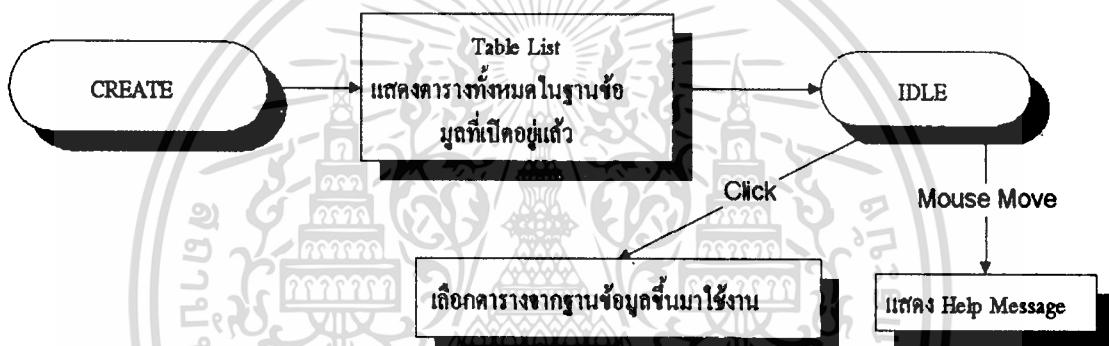 CREATE
Table List
แสดงตารางทั้งหมดในฐานข้อ
มูลที่เปิดอยู่แล้ว
IDLE
Click
Mouse Move
เลือกตารางจากฐานข้อมูลขึ้นมาใช้งาน
แสดง Help Message